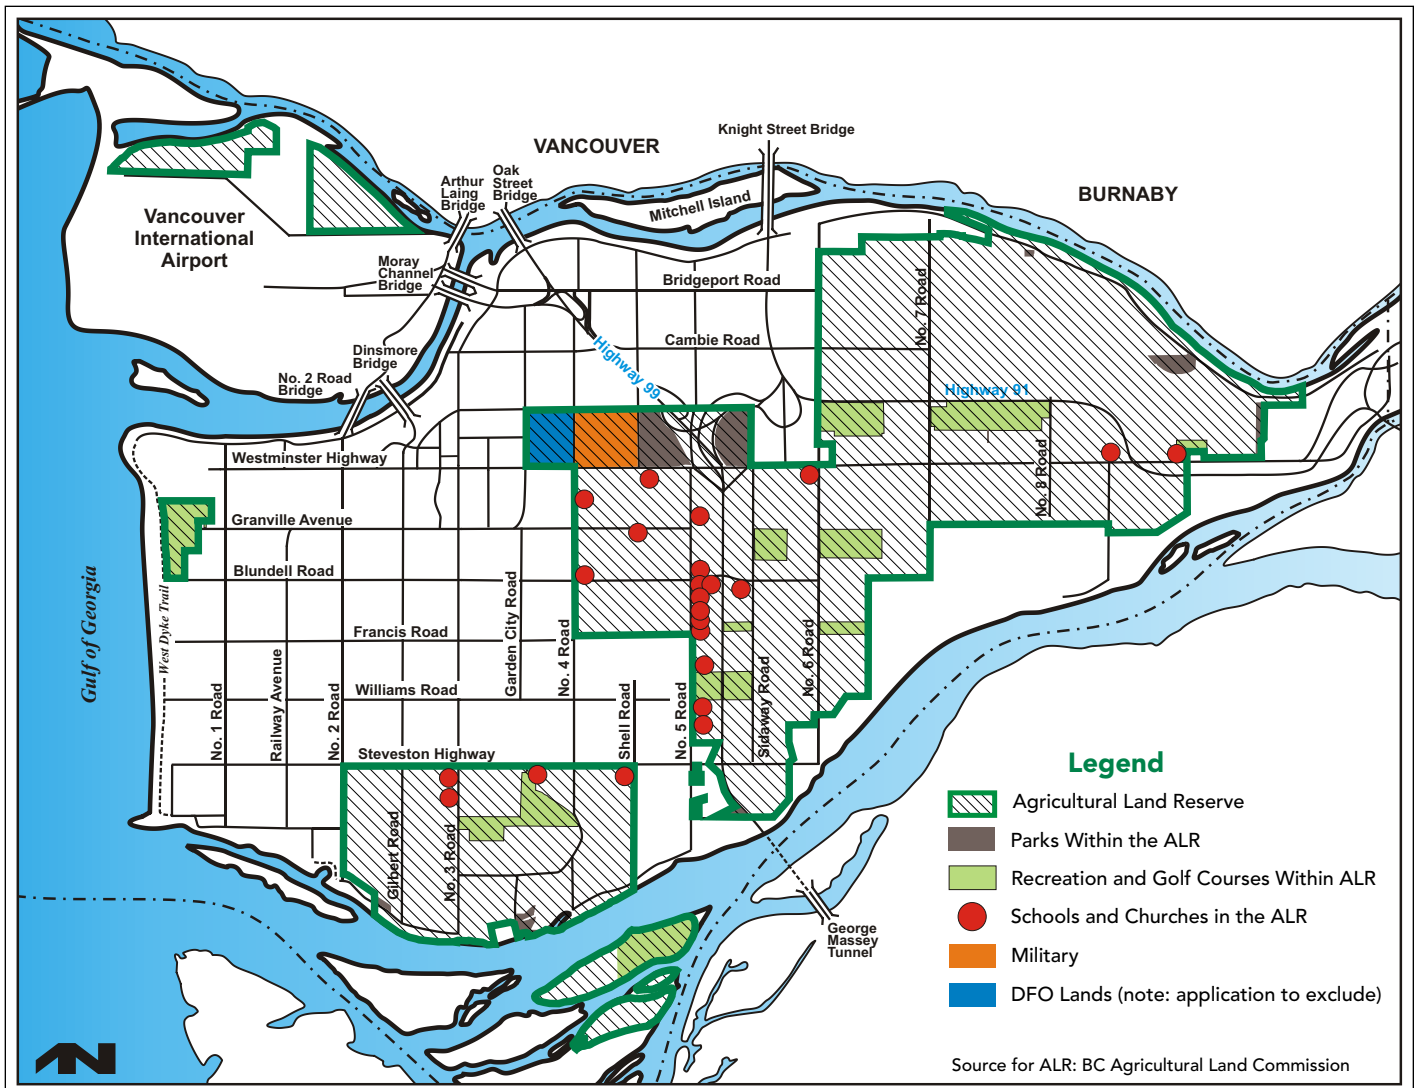 VANCOUVER
Knight Street Bridge
BURNABY
Arthur
Laing
Bridge
Oak
Street
Bridge
Mitchell Island
Vancouver
International
Airport
Moray
Channel
Bridge
Bridgeport Road
No. 7 Road
Cambie Road
Highway 99
Dinsmore
Bridge
No. 2 Road
Bridge
Highway 91
Westminster Highway
No. 8 Road
Granville Avenue
Blundell Road
Gulf of Georgia
West Dyke Trail
Francis Road
Garden City Road
No. 4 Road
No. 6 Road
Williams Road
No. 1 Road
Railway Avenue
No. 2 Road
Shell Road
No. 5 Road
Sidaway Road
Steveston Highway
Gilbert Road
No. 3 Road
George
Massey
Tunnel
Legend
Agricultural Land Reserve
Parks Within the ALR
Recreation and Golf Courses Within ALR
Schools and Churches in the ALR
Military
DFO Lands (note: application to exclude)
Source for ALR: BC Agricultural Land Commission